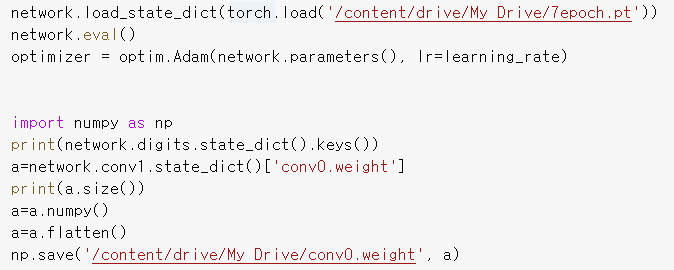 network.load_state_dict(torch.load('/content/drive/My Drive/7epoch.pt'))
network.eval()
optimizer = optim.Adam(network.parameters(), lr=learning_rate)
import numpy as np
print(network.digits.state_dict().keys())
a=network.conv1.state_dict()['conv0.weight']
print(a.size())
a=a.numpy()
a=a.flatten()
np.save('/content/drive/My Drive/conv0.weight', a)